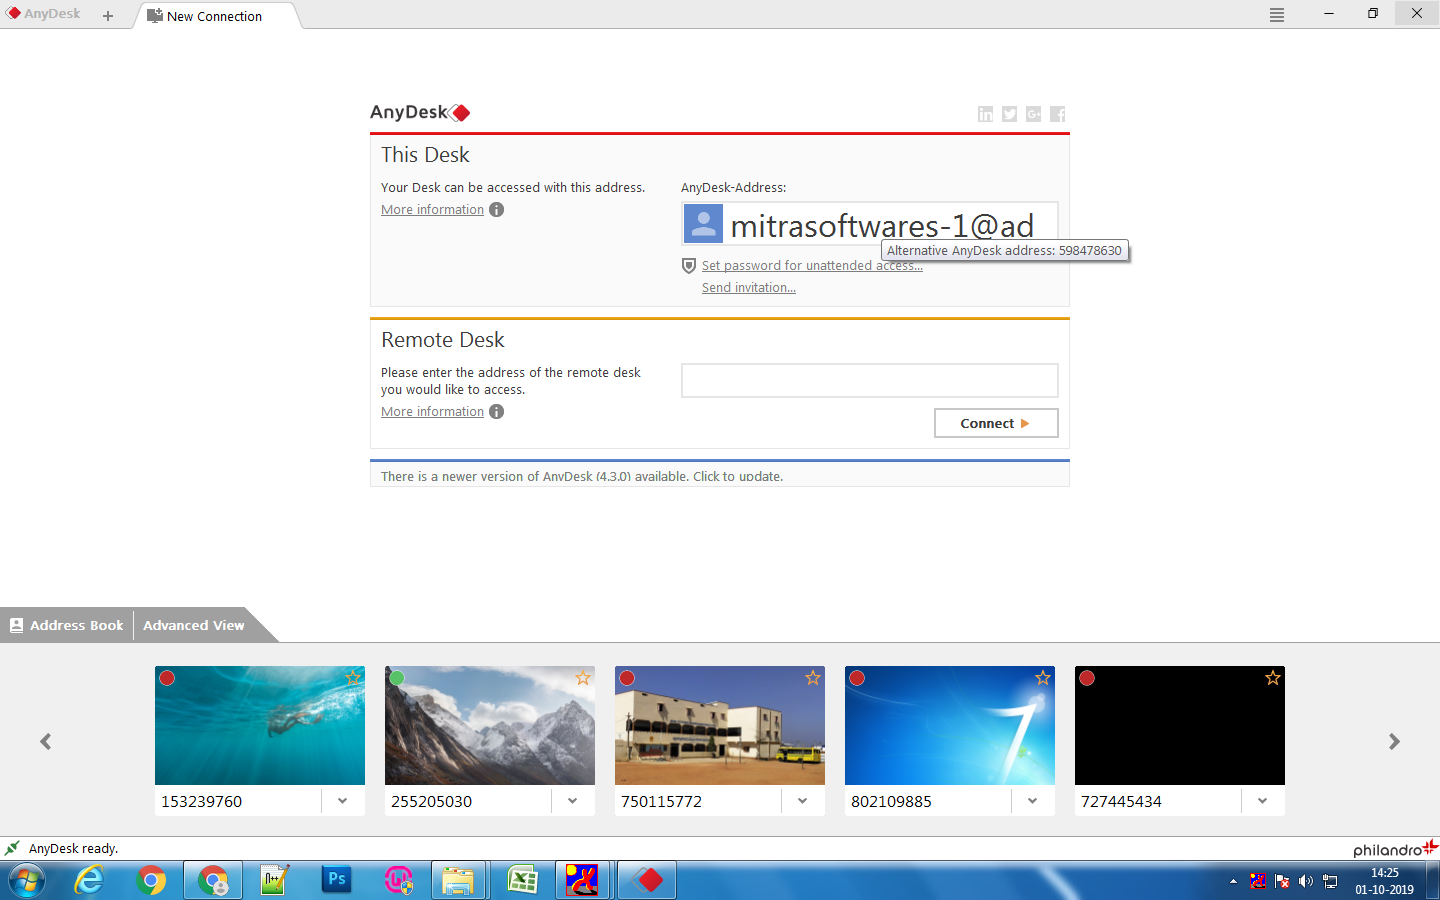 AnyDesk
New Connection
AnyDesk
This Desk
Your Desk can be accessed with this address.
More information
AnyDesk-Address:
mitrasoftwares-1@ad
Alternative AnyDesk address: 598478630
Set password for unattended access...
Send invitation...
Remote Desk
Please enter the address of the remote desk
you would like to access.
More information
Connect
There is a newer version of AnyDesk (4.3.0) available. Click to update.
Address Book
Advanced View
153239760
255205030
750115772
802109885
727445434
AnyDesk ready.
philandro
14:25
01-10-2019